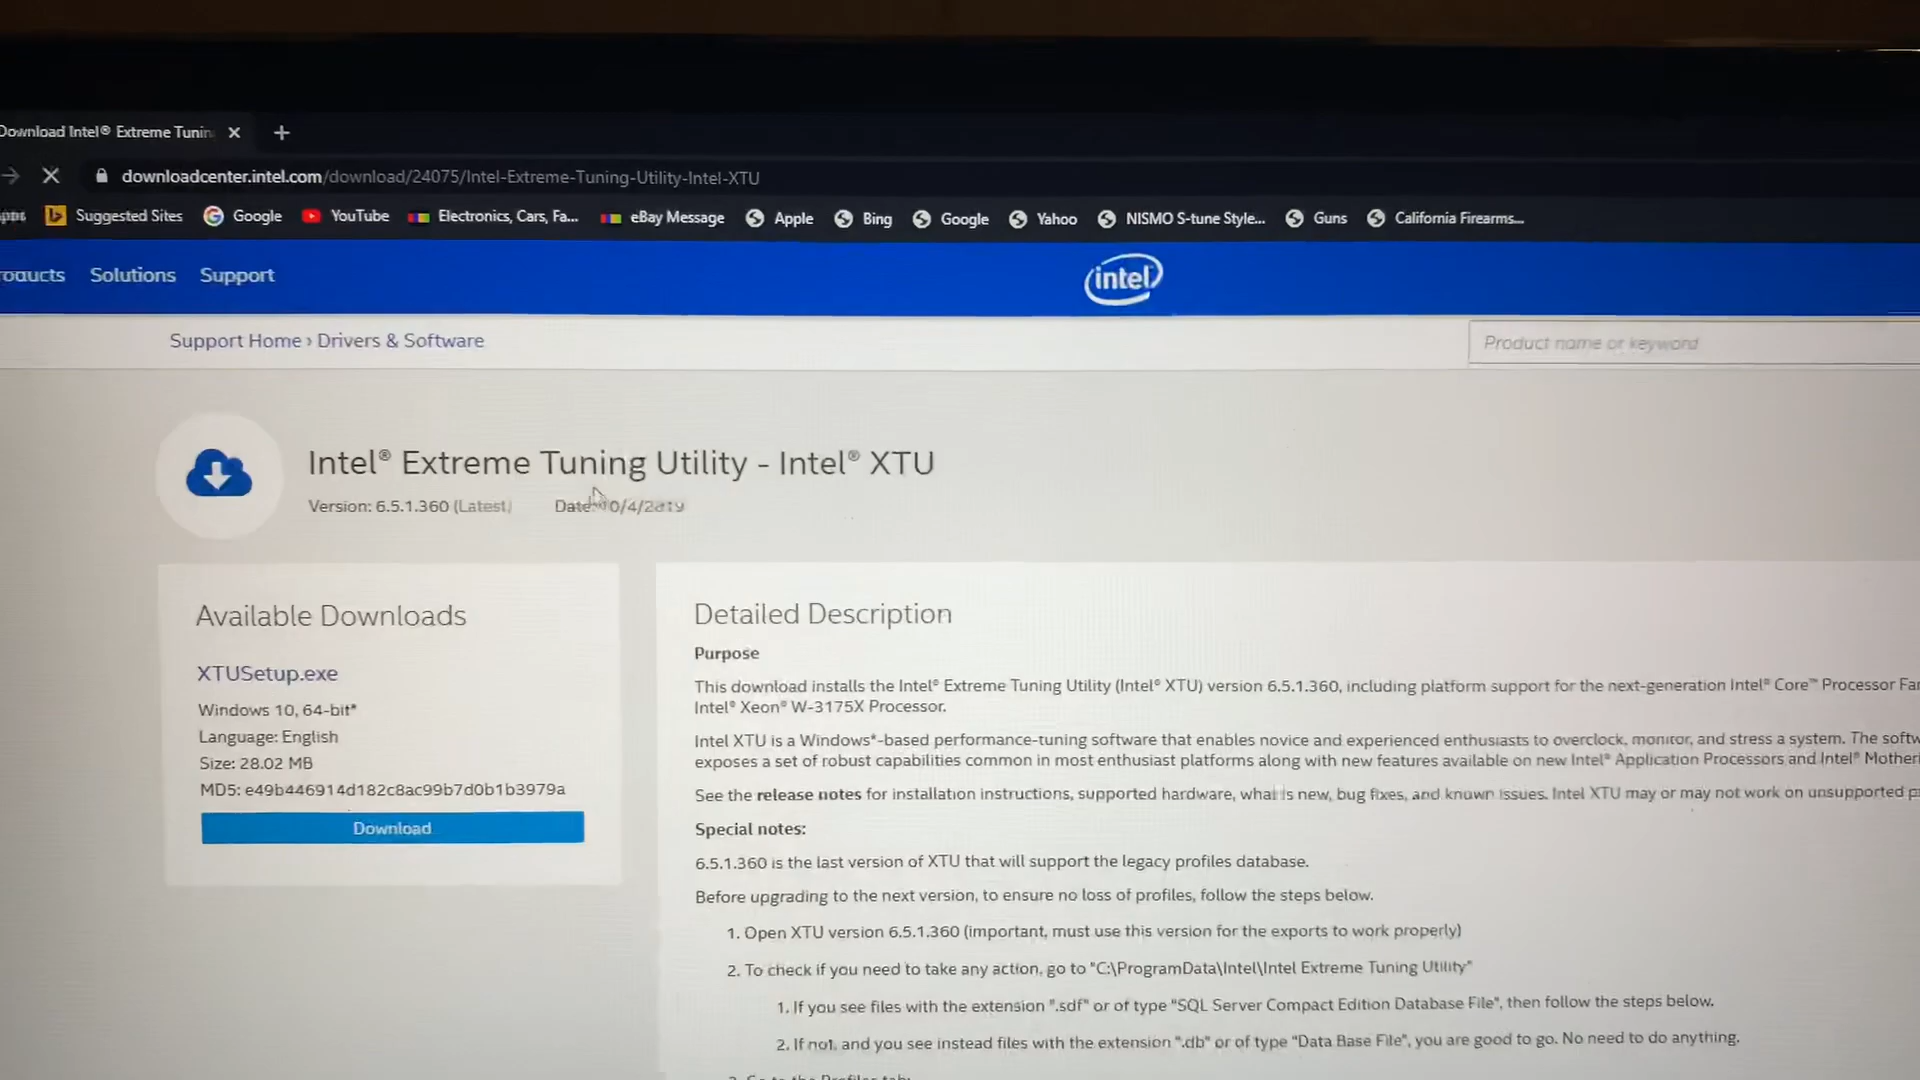 Download Intel® Extreme Tunin
downloadcenter.intel.com/download/24075/Intel-Extreme-Tuning-Utility-Intel-XTU
Suggested Sites Google YouTube Electronics, Cars, Fa... eBay Message Apple Bing Google Yahoo NISMO S-tune Style... Guns California Firearms...
roducts Solutions Support intel
Support Home › Drivers & Software Product name or keyword
Intel® Extreme Tuning Utility - Intel® XTU
Version: 6.5.1.360 (Latest) Date: 10/4/2019
Available Downloads
XTUSetup.exe
Windows 10, 64-bit*
Language: English
Size: 28.02 MB
MD5: e49b446914d182c8ac99b7d0b1b3979a
Download
Detailed Description
Purpose
This download installs the Intel® Extreme Tuning Utility (Intel® XTU) version 6.5.1.360, including platform support for the next-generation Intel® Core™ Processor Fa
Intel® Xeon® W-3175X Processor.
Intel XTU is a Windows*-based performance-tuning software that enables novice and experienced enthusiasts to overclock, monitor, and stress a system. The softw
exposes a set of robust capabilities common in most enthusiast platforms along with new features available on new Intel® Application Processors and Intel® Mother
See the release notes for installation instructions, supported hardware, what is new, bug fixes, and known issues. Intel XTU may or may not work on unsupported p
Special notes:
6.5.1.360 is the last version of XTU that will support the legacy profiles database.
Before upgrading to the next version, to ensure no loss of profiles, follow the steps below.
1. Open XTU version 6.5.1.360 (important, must use this version for the exports to work properly)
2. To check if you need to take any action, go to "C:\ProgramData\Intel\Intel Extreme Tuning Utility"
1. If you see files with the extension ".sdf" or of type "SQL Server Compact Edition Database File", then follow the steps below.
2. If not, and you see instead files with the extension ".db" or of type "Data Base File", you are good to go. No need to do anything.
3. Go to the Profiles tab: